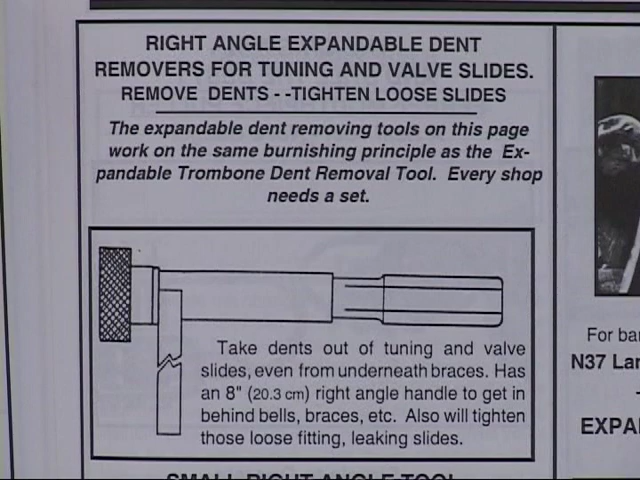 RIGHT ANGLE EXPANDABLE DENT
REMOVERS FOR TUNING AND VALVE SLIDES.
REMOVE DENTS - -TIGHTEN LOOSE SLIDES
The expandable dent removing tools on this page
work on the same burnishing principle as the Ex-
pandable Trombone Dent Removal Tool. Every shop
needs a set.
Take dents out of tuning and valve
slides, even from underneath braces. Has
an 8" (20.3 cm) right angle handle to get in
behind bells, braces, etc. Also will tighten
those loose fitting, leaking slides.
SMALL RIGHT ANGLE TOOL
For bar
N37 Lar
EXPA